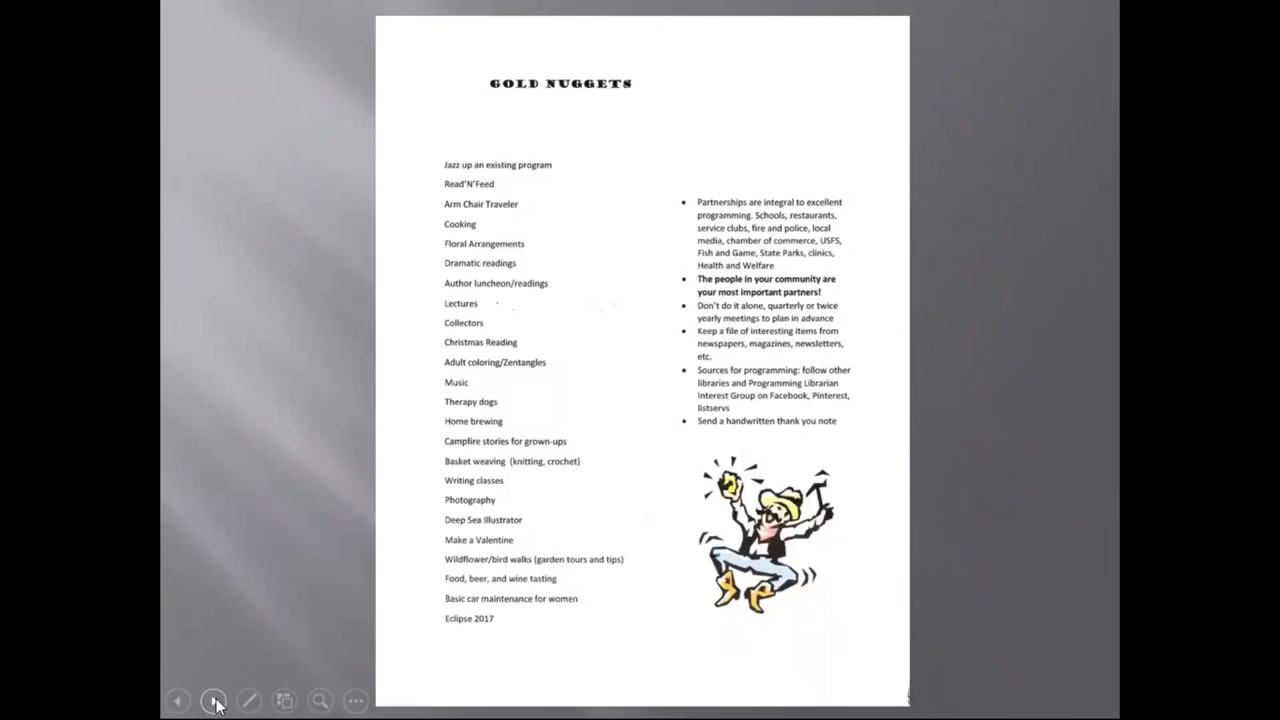 GOLD NUGGETS
Jazz up an existing program
Read'N'Feed
Arm Chair Traveler
Cooking
Floral Arrangements
Dramatic readings
Author luncheon/readings
Lectures
Collectors
Christmas Reading
Adult coloring/Zentangles
Music
Therapy dogs
Home brewing
Campfire stories for grown-ups
Basket weaving (knitting, crochet)
Writing classes
Photography
Deep Sea Illustrator
Make a Valentine
Wildflower/bird walks (garden tours and tips)
Food, beer, and wine tasting
Basic car maintenance for women
Eclipse 2017
• Partnerships are integral to excellent
programming. Schools, restaurants,
service clubs, fire and police, local
media, chamber of commerce, USFS,
Fish and Game, State Parks, clinics,
Health and Welfare
• The people in your community are
your most important partners!
• Don't do it alone, quarterly or twice
yearly meetings to plan in advance
• Keep a file of interesting items from
newspapers, magazines, newsletters,
etc.
• Sources for programming: follow other
libraries and Programming Librarian
Interest Group on Facebook, Pinterest,
listservs
• Send a handwritten thank you note